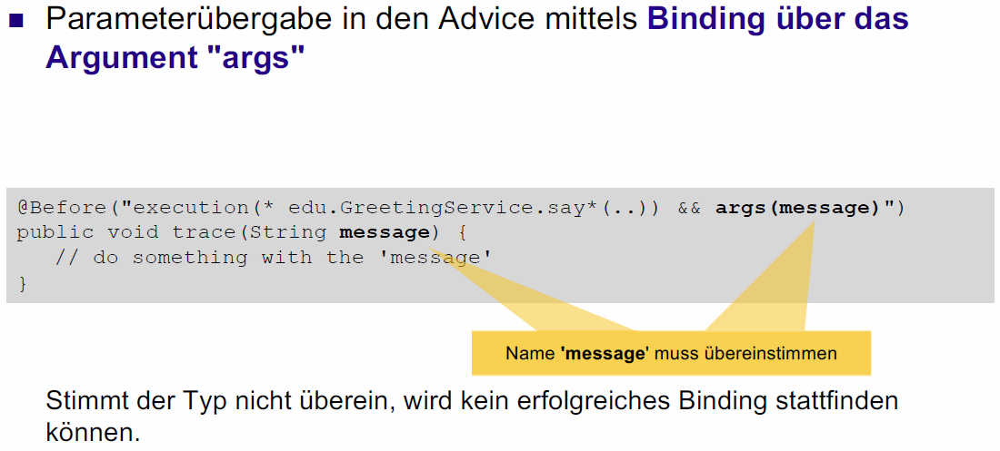 Parameterübergabe in den Advice mittels Binding über das
Argument "args"
@Before("execution(* edu.GreetingService.say*(..)) && args(message)")
public void trace(String message) {
// do something with the 'message'
}
Name 'message' muss übereinstimmen
Stimmt der Typ nicht überein, wird kein erfolgreiches Binding stattfinden
können.